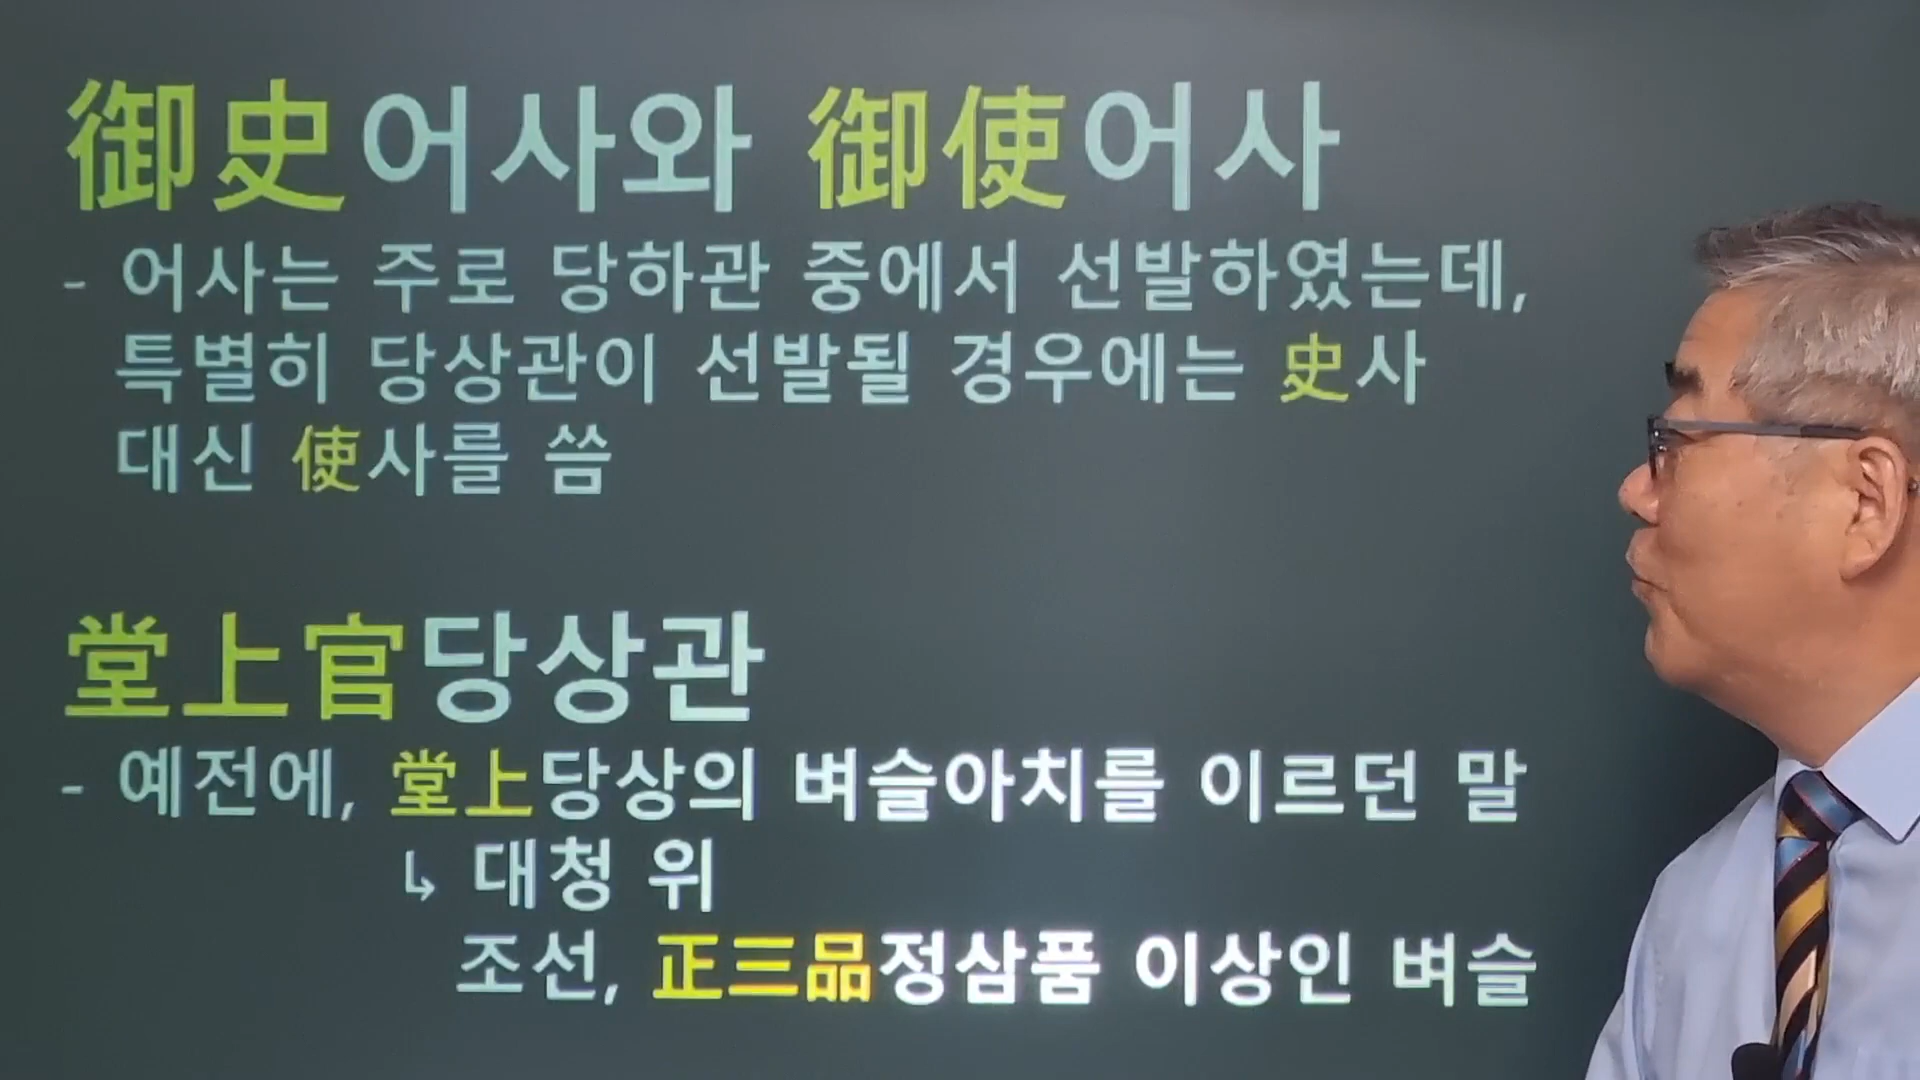 御史어사와 御使어사
- 어사는 주로 당하관 중에서 선발하였는데,
특별히 당상관이 선발될 경우에는 史사
대신 使사를 씀
堂上官당상관
- 예전에, 堂上당상의 벼슬아치를 이르던 말
↳ 대청 위
조선, 正三品정삼품 이상인 벼슬